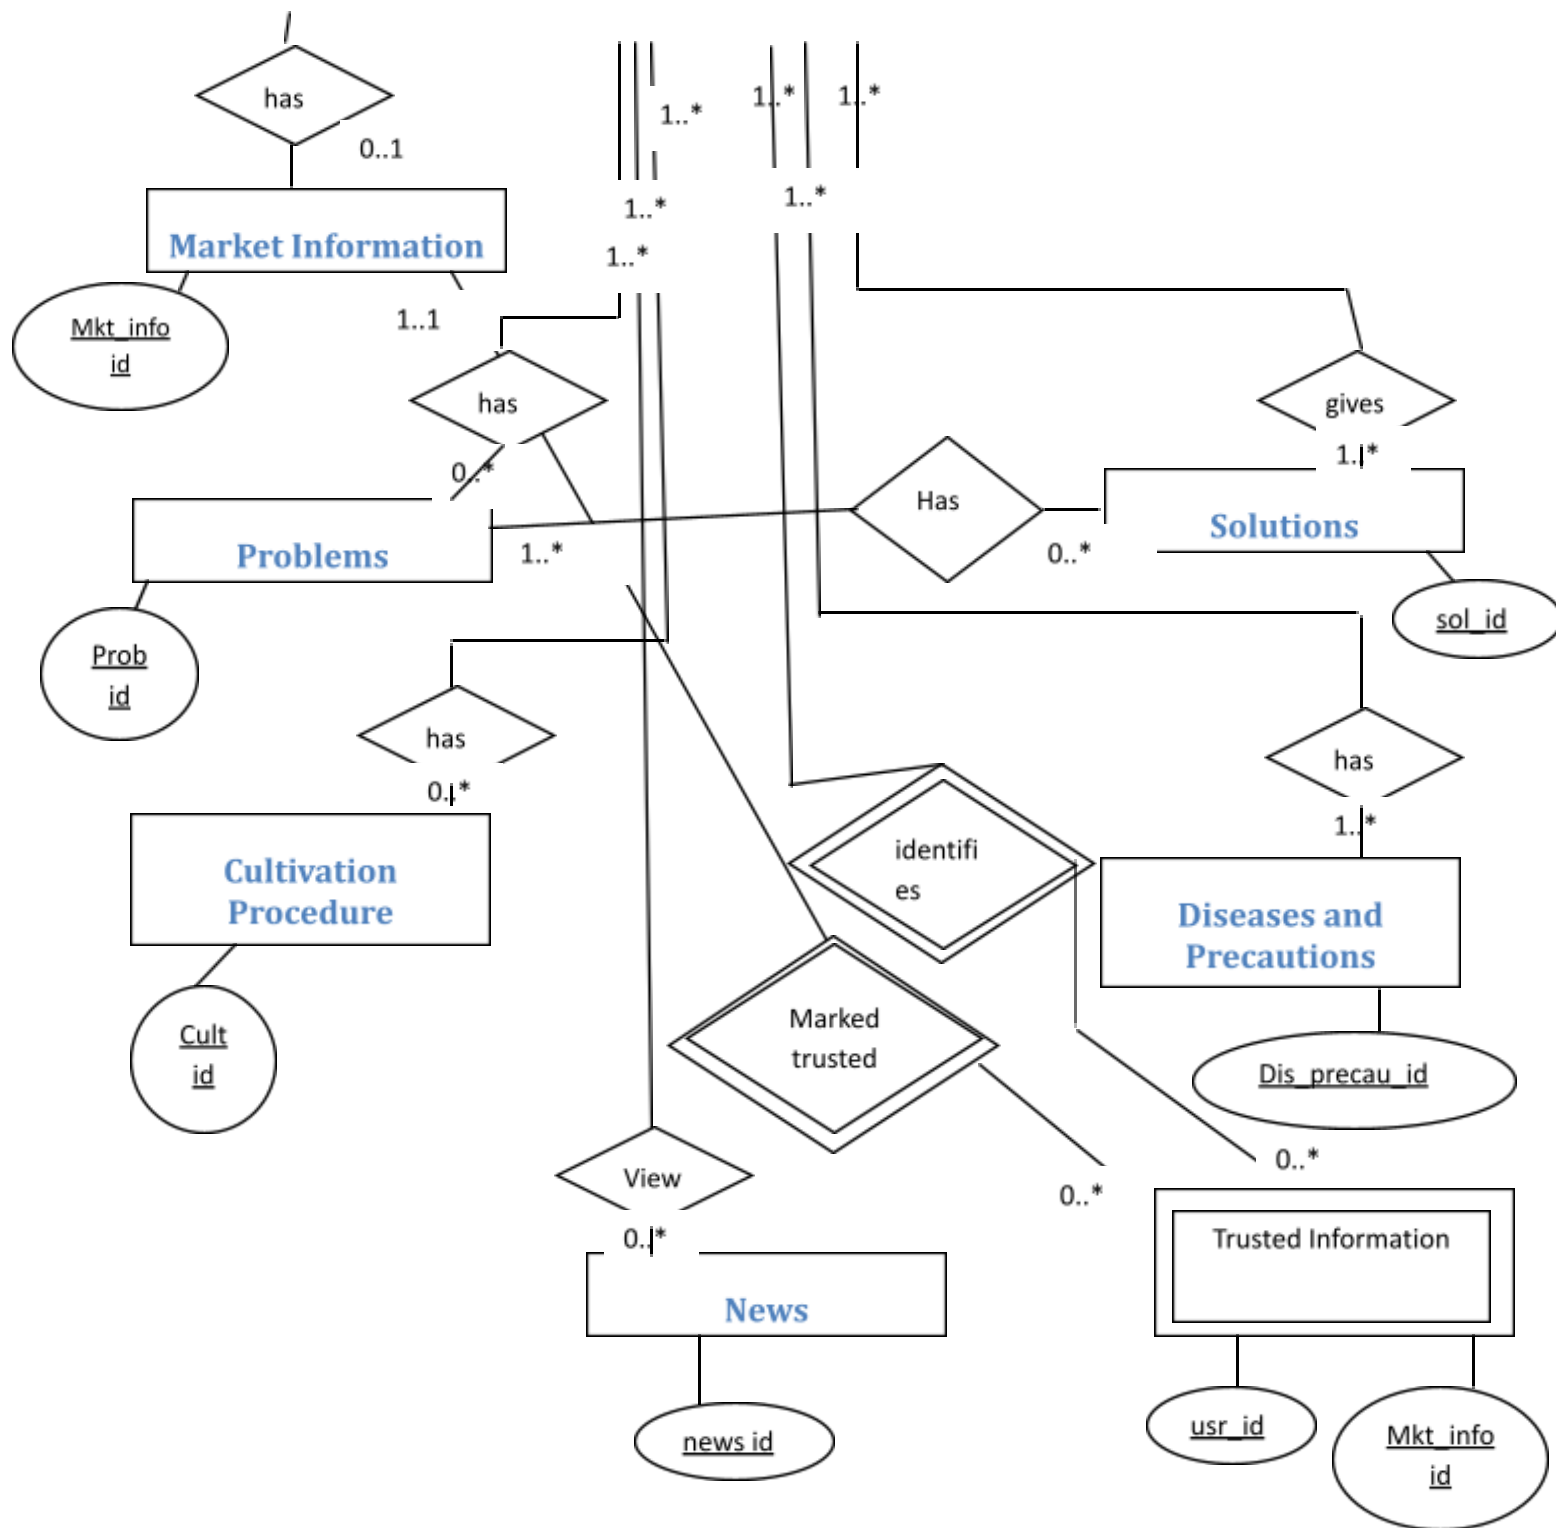 has
1..*
1..*
1..*
0..1
1..*
1..*
Market Information
1..*
Mkt_info
id
1..1
has
gives
0..*
1..*
Has
Problems
1..*
0..*
Solutions
Prob
id
sol_id
has
has
0..*
1..*
identifi
es
Cultivation
Procedure
Diseases and
Precautions
Marked
trusted
Cult
id
Dis_precau_id
View
0..*
0..*
0..*
Trusted Information
News
news id
usr_id
Mkt_info
id